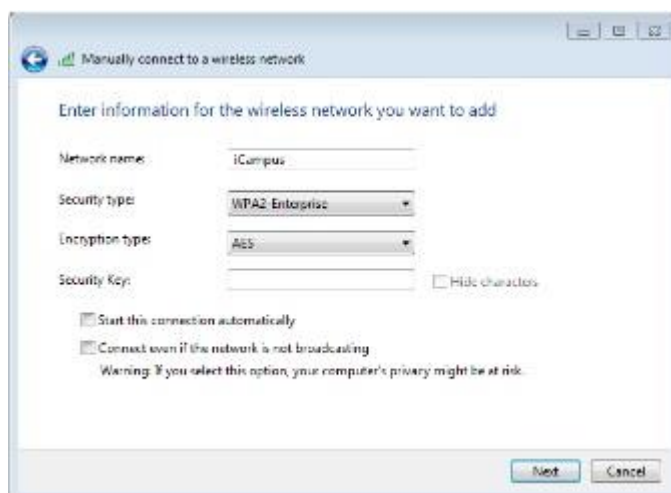 Manually connect to a wireless network
Enter information for the wireless network you want to add
Network name: iCampus
Security type: WPA2-Enterprise
Encryption type: AES
Security Key: Hide characters
Start this connection automatically
Connect even if the network is not broadcasting
Warning: If you select this option, your computer's privacy might be at risk.
Next Cancel